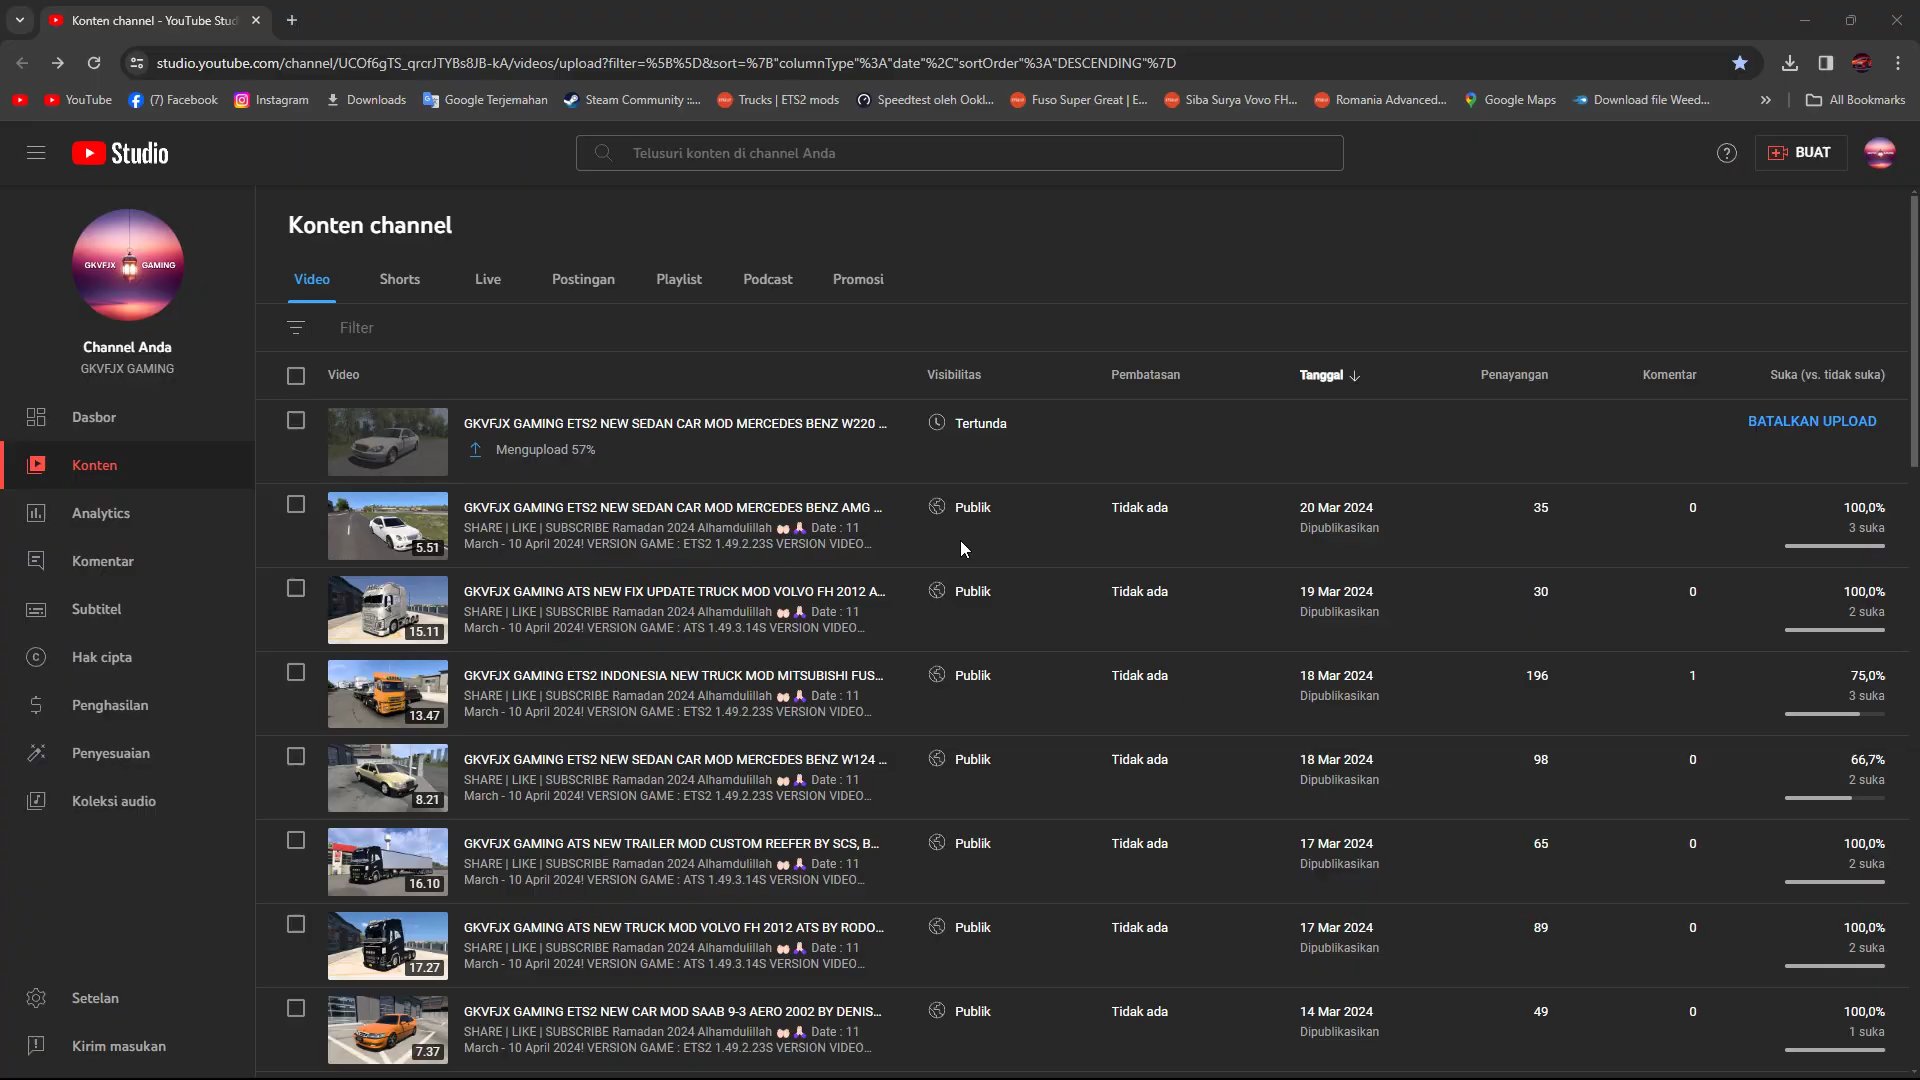 Konten channel - YouTube Stud
studio.youtube.com/channel/UCOf6gTS_qrcrJTYBs8JB-kA/videos/upload?filter=%5B%5D&sort=%7B"columnType"%3A"date"%2C"sortOrder"%3A"DESCENDING"%7D
YouTube
(7) Facebook
Instagram
Downloads
Google Terjemahan
Steam Community :...
Trucks | ETS2 mods
Speedtest oleh Ookl...
Fuso Super Great | E...
Siba Surya Vovo FH...
Romania Advanced...
Google Maps
Download file Weed...
»
All Bookmarks
Studio
Telusuri konten di channel Anda
BUAT
GKVFJX GAMING
Channel Anda
GKVFJX GAMING
Dasbor
Konten
Analytics
Komentar
Subtitel
Hak cipta
Penghasilan
Penyesuaian
Koleksi audio
Setelan
Kirim masukan
Konten channel
Video Shorts Live Postingan Playlist Podcast Promosi
Filter
Video Visibilitas Pembatasan Tanggal Penayangan Komentar Suka (vs. tidak suka)
GKVFJX GAMING ETS2 NEW SEDAN CAR MOD MERCEDES BENZ W220 ... Tertunda BATALKAN UPLOAD
Mengupload 57%
GKVFJX GAMING ETS2 NEW SEDAN CAR MOD MERCEDES BENZ AMG ... Publik Tidak ada 20 Mar 2024 35 0 100,0%
SHARE | LIKE | SUBSCRIBE Ramadan 2024 Alhamdulillah 👐🏻🙏🏻 Date : 11 Dipublikasikan 3 suka
5.51 March - 10 April 2024! VERSION GAME : ETS2 1.49.2.23S VERSION VIDEO...
GKVFJX GAMING ATS NEW FIX UPDATE TRUCK MOD VOLVO FH 2012 A... Publik Tidak ada 19 Mar 2024 30 0 100,0%
SHARE | LIKE | SUBSCRIBE Ramadan 2024 Alhamdulillah 👐🏻🙏🏻 Date : 11 Dipublikasikan 2 suka
15.11 March - 10 April 2024! VERSION GAME : ATS 1.49.3.14S VERSION VIDEO...
GKVFJX GAMING ETS2 INDONESIA NEW TRUCK MOD MITSUBISHI FUS... Publik Tidak ada 18 Mar 2024 196 1 75,0%
SHARE | LIKE | SUBSCRIBE Ramadan 2024 Alhamdulillah 👐🏻🙏🏻 Date : 11 Dipublikasikan 3 suka
13.47 March - 10 April 2024! VERSION GAME : ETS2 1.49.2.23S VERSION VIDEO...
GKVFJX GAMING ETS2 NEW SEDAN CAR MOD MERCEDES BENZ W124 ... Publik Tidak ada 18 Mar 2024 98 0 66,7%
SHARE | LIKE | SUBSCRIBE Ramadan 2024 Alhamdulillah 👐🏻🙏🏻 Date : 11 Dipublikasikan 2 suka
8.21 March - 10 April 2024! VERSION GAME : ETS2 1.49.2.23S VERSION VIDEO...
GKVFJX GAMING ATS NEW TRAILER MOD CUSTOM REEFER BY SCS, B... Publik Tidak ada 17 Mar 2024 65 0 100,0%
SHARE | LIKE | SUBSCRIBE Ramadan 2024 Alhamdulillah 👐🏻🙏🏻 Date : 11 Dipublikasikan 2 suka
16.10 March - 10 April 2024! VERSION GAME : ATS 1.49.3.14S VERSION VIDEO...
GKVFJX GAMING ATS NEW TRUCK MOD VOLVO FH 2012 ATS BY RODO... Publik Tidak ada 17 Mar 2024 89 0 100,0%
SHARE | LIKE | SUBSCRIBE Ramadan 2024 Alhamdulillah 👐🏻🙏🏻 Date : 11 Dipublikasikan 2 suka
17.27 March - 10 April 2024! VERSION GAME : ATS 1.49.3.14S VERSION VIDEO...
GKVFJX GAMING ETS2 NEW CAR MOD SAAB 9-3 AERO 2002 BY DENIS... Publik Tidak ada 14 Mar 2024 49 0 100,0%
SHARE | LIKE | SUBSCRIBE Ramadan 2024 Alhamdulillah 👐🏻🙏🏻 Date : 11 Dipublikasikan 1 suka
7.37 March - 10 April 2024! VERSION GAME : ETS2 1.49.2.23S VERSION VIDEO...